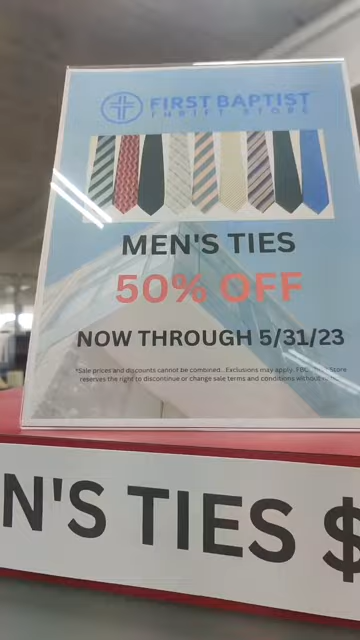 FIRST BAPTIST
THRIFT STORE
MEN'S TIES
50% OFF
NOW THROUGH 5/31/23
*Sale prices and discounts cannot be combined... Exclusions may apply. Store
reserves the right to discontinue or change sale terms and conditions without
N'S TIES $